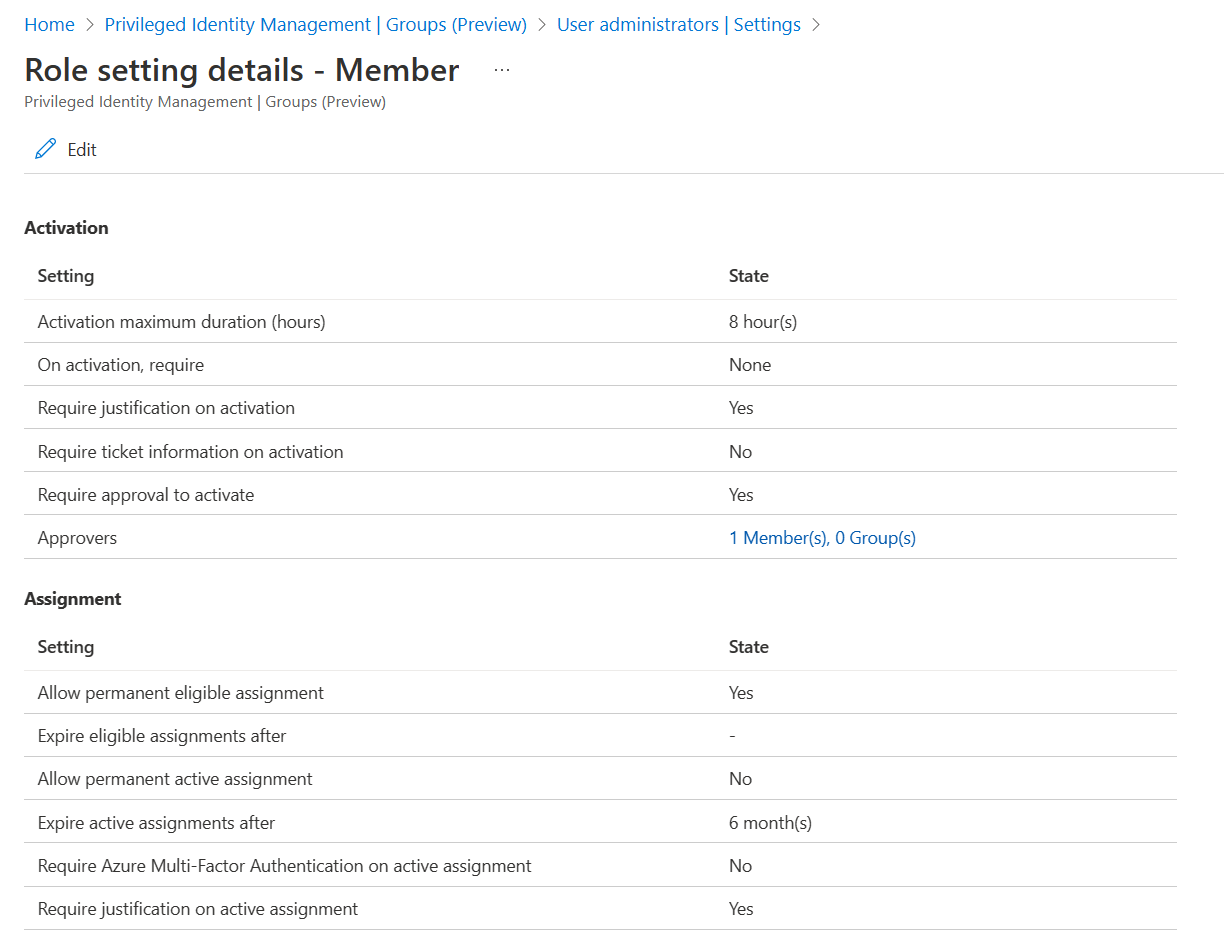 Home > Privileged Identity Management | Groups (Preview) > User administrators | Settings >
Role setting details - Member ...
Privileged Identity Management | Groups (Preview)
Edit
Activation
Setting State
Activation maximum duration (hours) 8 hour(s)
On activation, require None
Require justification on activation Yes
Require ticket information on activation No
Require approval to activate Yes
Approvers 1 Member(s), 0 Group(s)
Assignment
Setting State
Allow permanent eligible assignment Yes
Expire eligible assignments after -
Allow permanent active assignment No
Expire active assignments after 6 month(s)
Require Azure Multi-Factor Authentication on active assignment No
Require justification on active assignment Yes